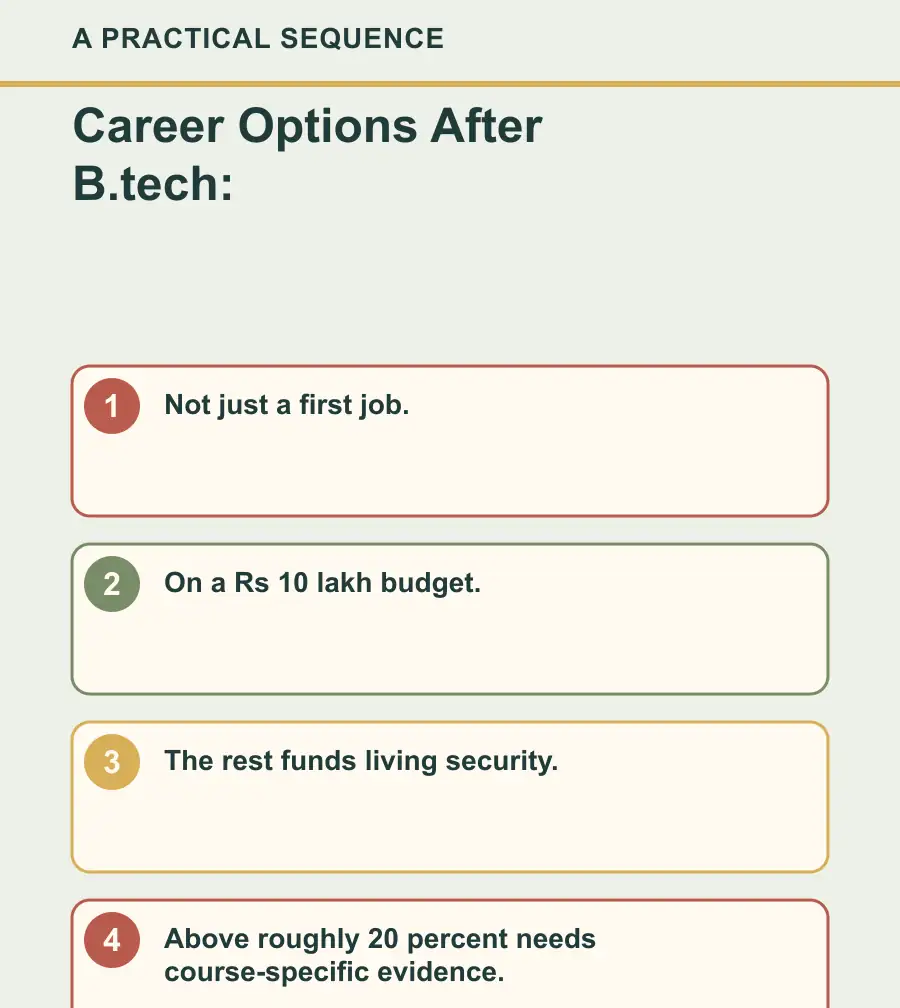 A PRACTICAL SEQUENCE
Career Options After
B.tech:
1
Not just a first job.
2
On a Rs 10 lakh budget.
3
The rest funds living security.
4
Above roughly 20 percent needs
course-specific evidence.